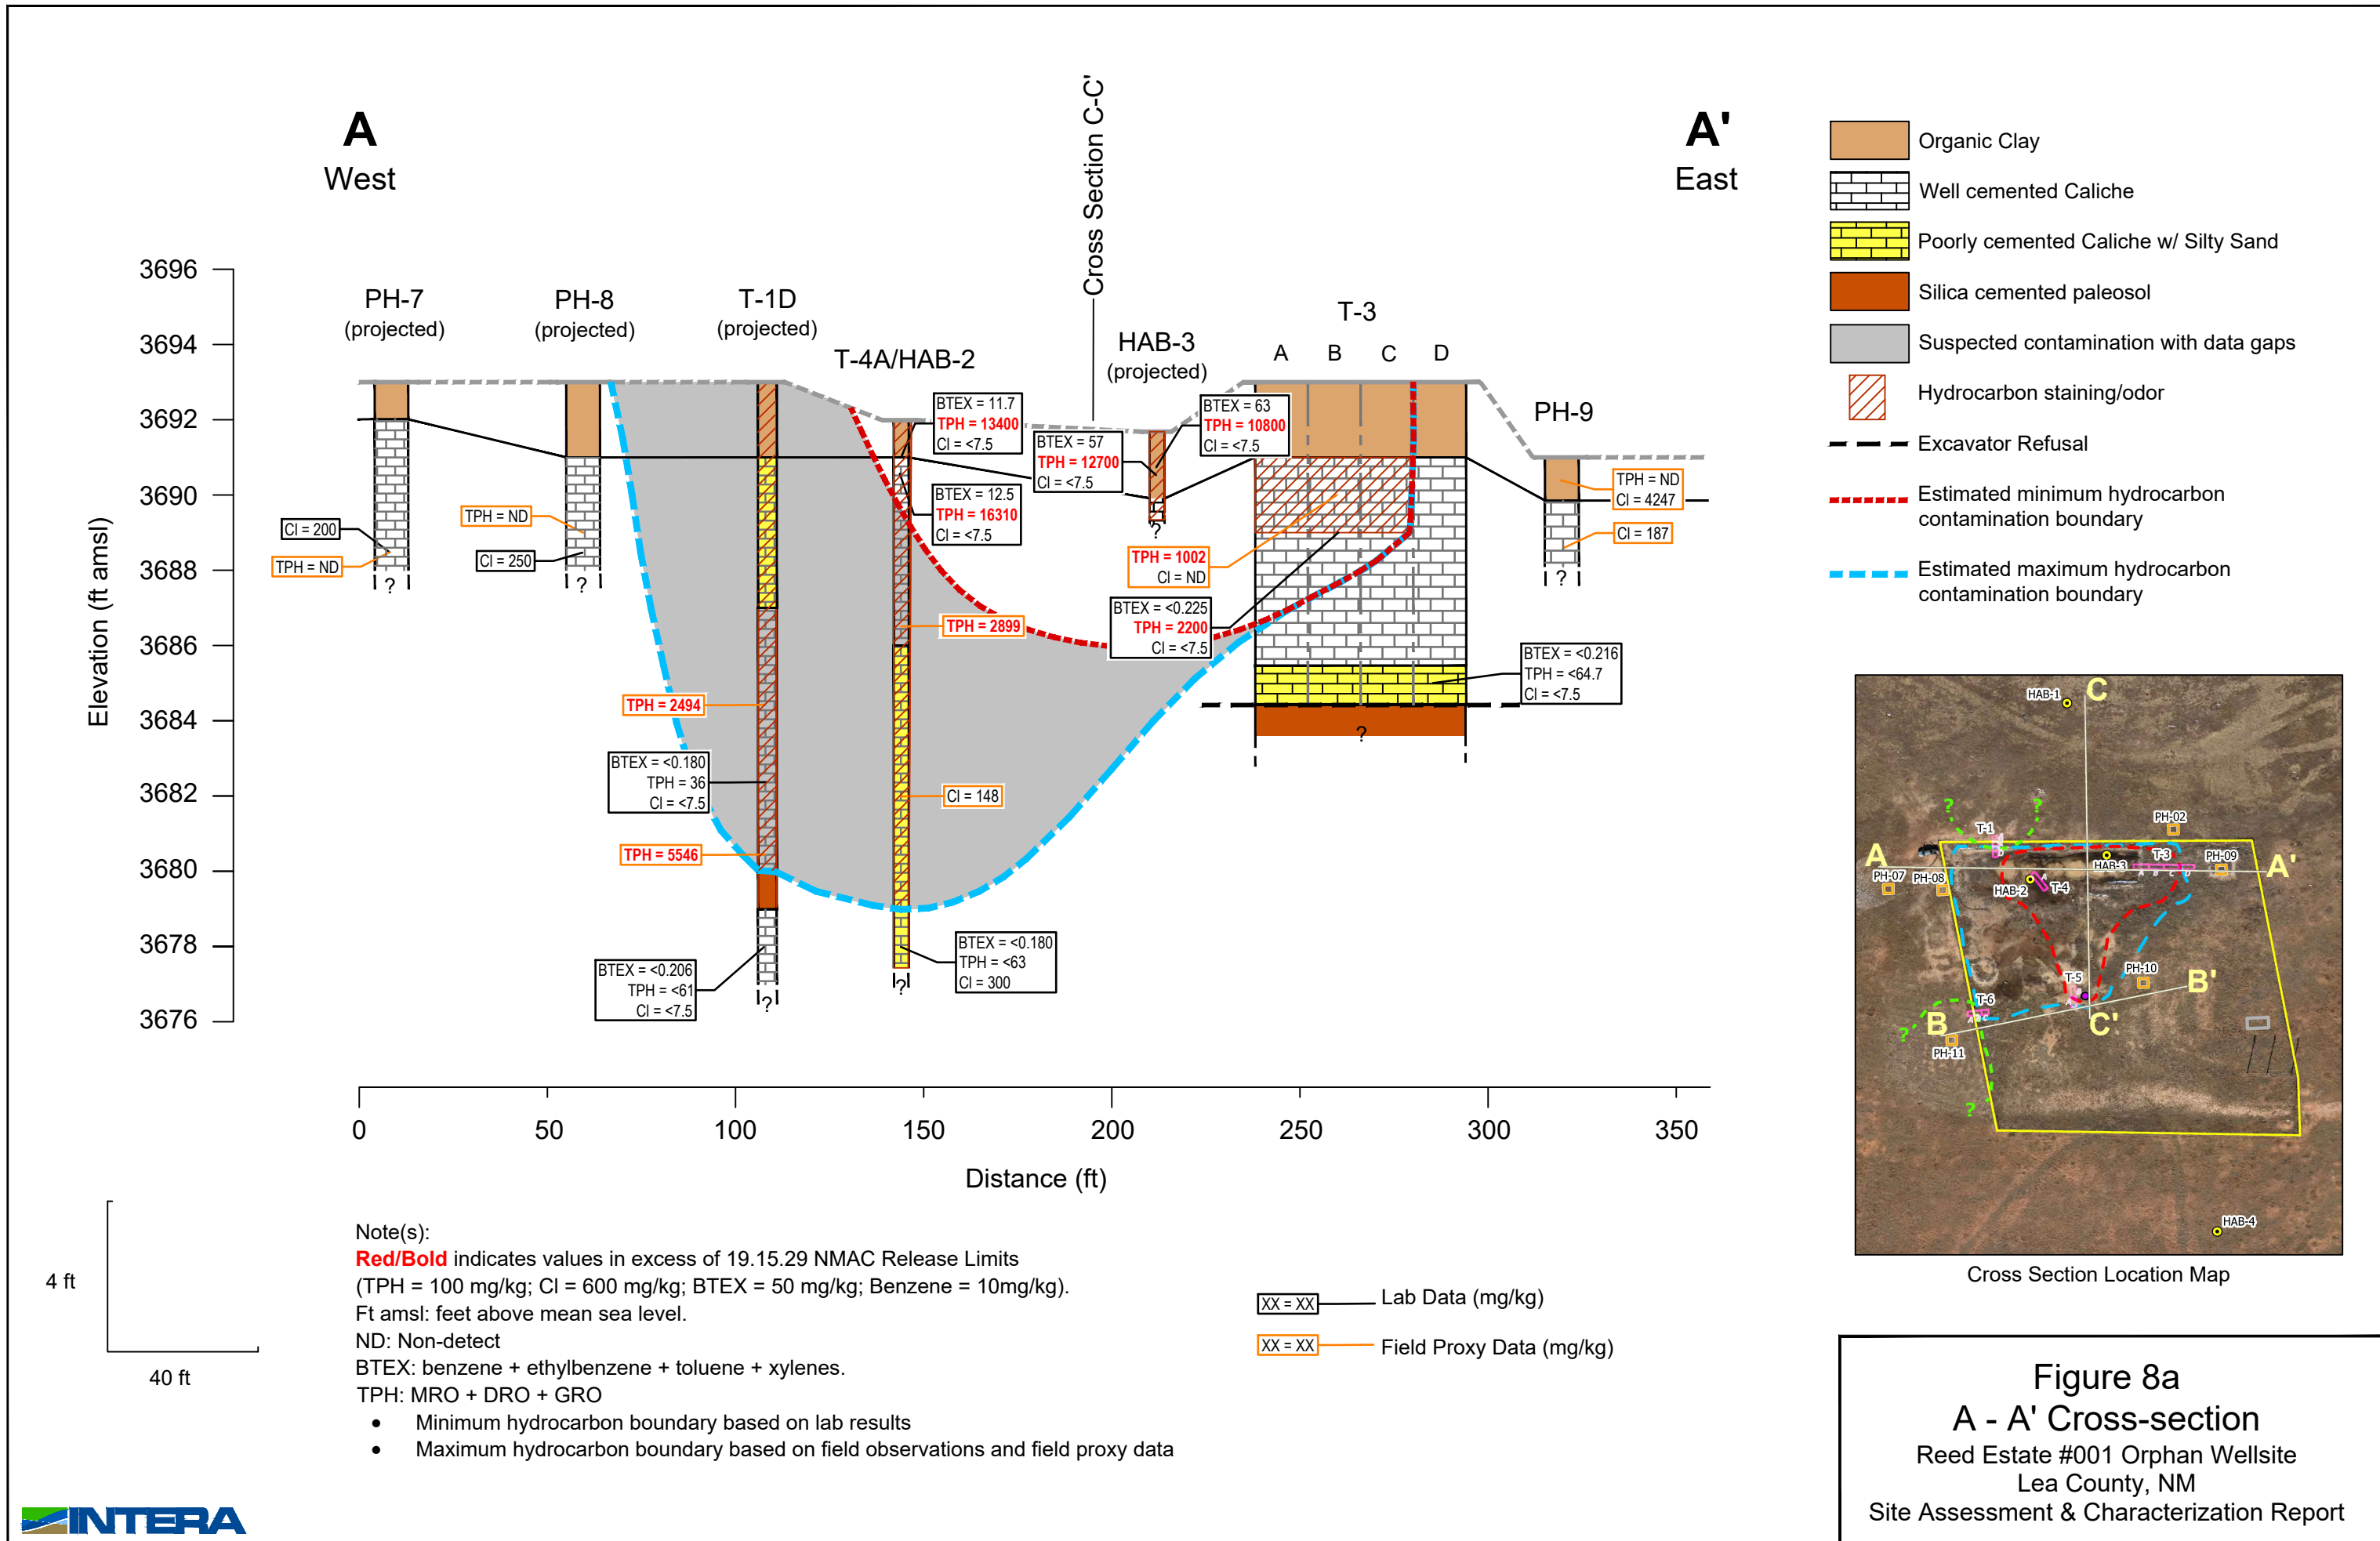 A
West
Cross Section C-C'
A'
East
Organic Clay
Well cemented Caliche
Poorly cemented Caliche w/ Silty Sand
Silica cemented paleosol
Suspected contamination with data gaps
Hydrocarbon staining/odor
Excavator Refusal
Estimated minimum hydrocarbon
contamination boundary
Estimated maximum hydrocarbon
contamination boundary
Elevation (ft amsl)
3696
3694
3692
3690
3688
3686
3684
3682
3680
3678
3676
PH-7
(projected)
PH-8
(projected)
T-1D
(projected)
T-4A/HAB-2
HAB-3
(projected)
T-3
A B C D
PH-9
Cl = 200
TPH = ND
?
TPH = ND
Cl = 250
?
TPH = 2494
BTEX = <0.180
TPH = 36
Cl = <7.5
TPH = 5546
BTEX = <0.206
TPH = <61
Cl = <7.5
?
BTEX = 11.7
TPH = 13400
Cl = <7.5
BTEX = 12.5
TPH = 16310
Cl = <7.5
TPH = 2899
Cl = 148
BTEX = <0.180
TPH = <63
Cl = 300
?
BTEX = 57
TPH = 12700
Cl = <7.5
BTEX = 63
TPH = 10800
Cl = <7.5
?
TPH = 1002
Cl = ND
BTEX = <0.225
TPH = 2200
Cl = <7.5
BTEX = <0.216
TPH = <64.7
Cl = <7.5
?
TPH = ND
Cl = 4247
Cl = 187
?
0 50 100 150 200 250 300 350
Distance (ft)
4 ft
40 ft
Note(s):
Red/Bold indicates values in excess of 19.15.29 NMAC Release Limits
(TPH = 100 mg/kg; Cl = 600 mg/kg; BTEX = 50 mg/kg; Benzene = 10mg/kg).
Ft amsl: feet above mean sea level.
ND: Non-detect
BTEX: benzene + ethylbenzene + toluene + xylenes.
TPH: MRO + DRO + GRO
• Minimum hydrocarbon boundary based on lab results
• Maximum hydrocarbon boundary based on field observations and field proxy data
XX = XX Lab Data (mg/kg)
XX = XX Field Proxy Data (mg/kg)
HAB-1
C
? ?
T-1
PH-02
A
HAB-3
T-3
PH-09
A'
PH-07
PH-08
HAB-2
T-4
T-5
PH-10
B'
T-6
B
?
C'
PH-11
?
HAB-4
Cross Section Location Map
Figure 8a
A - A' Cross-section
Reed Estate #001 Orphan Wellsite
Lea County, NM
Site Assessment & Characterization Report
INTERA